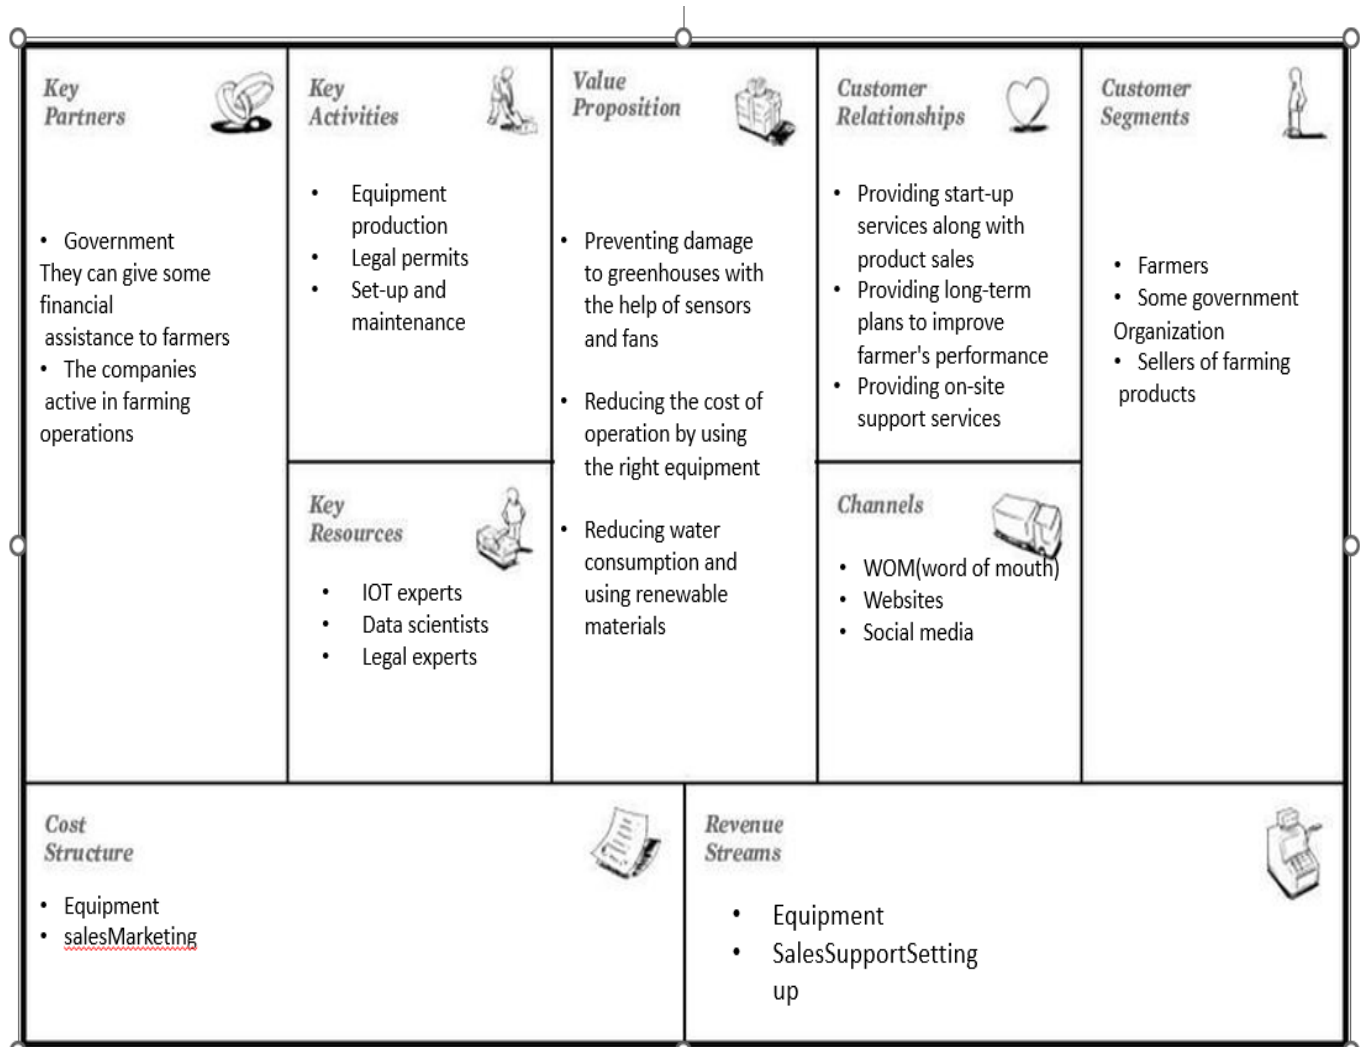 Key
Partners
• Government
They can give some
financial
assistance to farmers
• The companies
active in farming
operations
Key
Activities
• Equipment
production
• Legal permits
• Set-up and
maintenance
Key
Resources
• IOT experts
• Data scientists
• Legal experts
Value
Proposition
• Preventing damage
to greenhouses with
the help of sensors
and fans
• Reducing the cost of
operation by using
the right equipment
• Reducing water
consumption and
using renewable
materials
Customer
Relationships
• Providing start-up
services along with
product sales
• Providing long-term
plans to improve
farmer's performance
• Providing on-site
support services
Channels
• WOM(word of mouth)
• Websites
• Social media
Customer
Segments
• Farmers
• Some government
Organization
• Sellers of farming
products
Cost
Structure
• Equipment
• salesMarketing
Revenue
Streams
• Equipment
• SalesSupportSetting
up